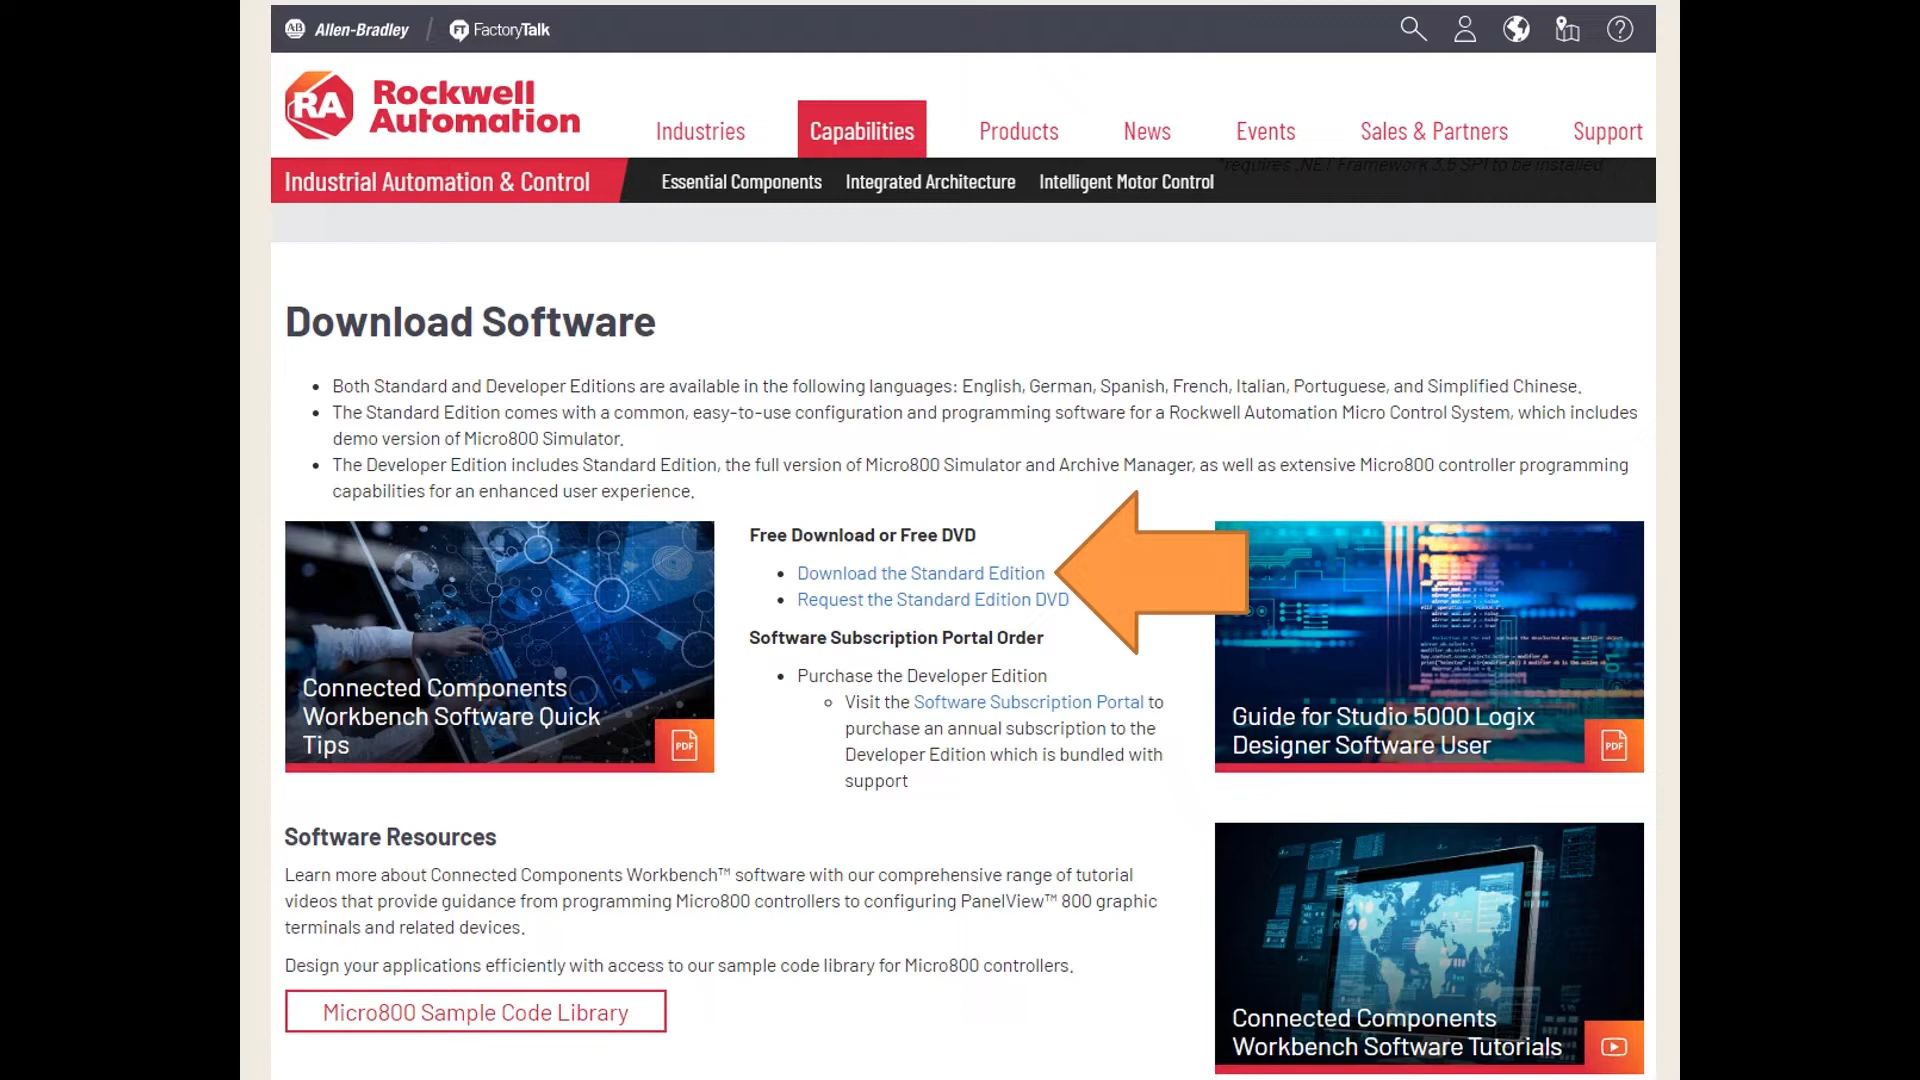 Allen-Bradley / FactoryTalk
Rockwell
Automation
Industries Capabilities Products News Events Sales & Partners Support
*requires .NET Framework 3.5 SP1 to be installed
Industrial Automation & Control Essential Components Integrated Architecture Intelligent Motor Control
Download Software
• Both Standard and Developer Editions are available in the following languages: English, German, Spanish, French, Italian, Portuguese, and Simplified Chinese.
• The Standard Edition comes with a common, easy-to-use configuration and programming software for a Rockwell Automation Micro Control System, which includes
demo version of Micro800 Simulator.
• The Developer Edition includes Standard Edition, the full version of Micro800 Simulator and Archive Manager, as well as extensive Micro800 controller programming
capabilities for an enhanced user experience.
Connected Components
Workbench Software Quick
Tips
PDF
Free Download or Free DVD
• Download the Standard Edition
• Request the Standard Edition DVD
Software Subscription Portal Order
• Purchase the Developer Edition
Visit the Software Subscription Portal to
purchase an annual subscription to the
Developer Edition which is bundled with
support
Guide for Studio 5000 Logix
Designer Software User
PDF
Software Resources
Learn more about Connected Components Workbench™ software with our comprehensive range of tutorial
videos that provide guidance from programming Micro800 controllers to configuring PanelView™ 800 graphic
terminals and related devices.
Design your applications efficiently with access to our sample code library for Micro800 controllers.
Micro800 Sample Code Library
Connected Components
Workbench Software Tutorials